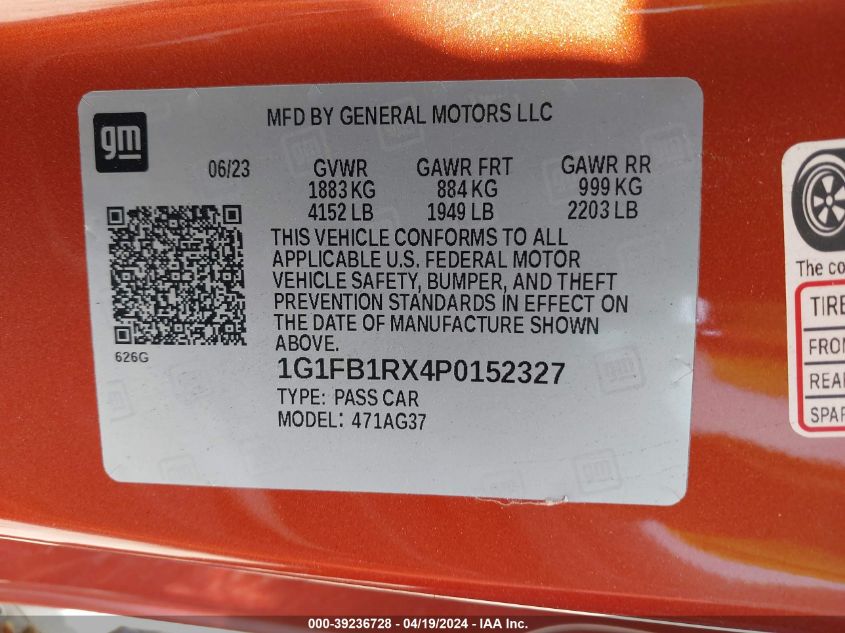 gm
MFD BY GENERAL MOTORS LLC
06/23 GVWR GAWR FRT GAWR RR
1883 KG 884 KG 999 KG
4152 LB 1949 LB 2203 LB
THIS VEHICLE CONFORMS TO ALL
APPLICABLE U.S. FEDERAL MOTOR
VEHICLE SAFETY, BUMPER, AND THEFT
PREVENTION STANDARDS IN EFFECT ON
THE DATE OF MANUFACTURE SHOWN
ABOVE.
626G
1G1FB1RX4P0152327
TYPE: PASS CAR
MODEL: 471AG37
The co
TIRE
FRON
REAR
SPAR
000-39236728 - 04/19/2024 - IAA Inc.